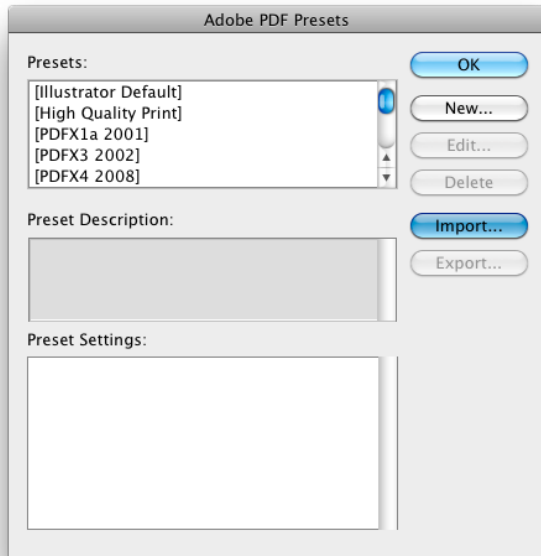 Adobe PDF Presets
Presets:
[Illustrator Default]
[High Quality Print]
[PDFX1a 2001]
[PDFX3 2002]
[PDFX4 2008]
OK
New...
Edit...
Delete
Preset Description:
Import...
Export...
Preset Settings: